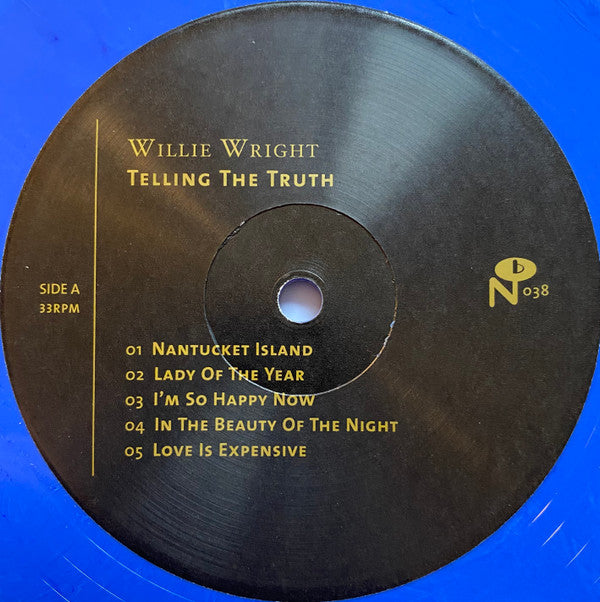 Willie Wright
Telling The Truth
SIDE A
33RPM
N 038
01 Nantucket Island
02 Lady Of The Year
03 I'm So Happy Now
04 In The Beauty Of The Night
05 Love Is Expensive